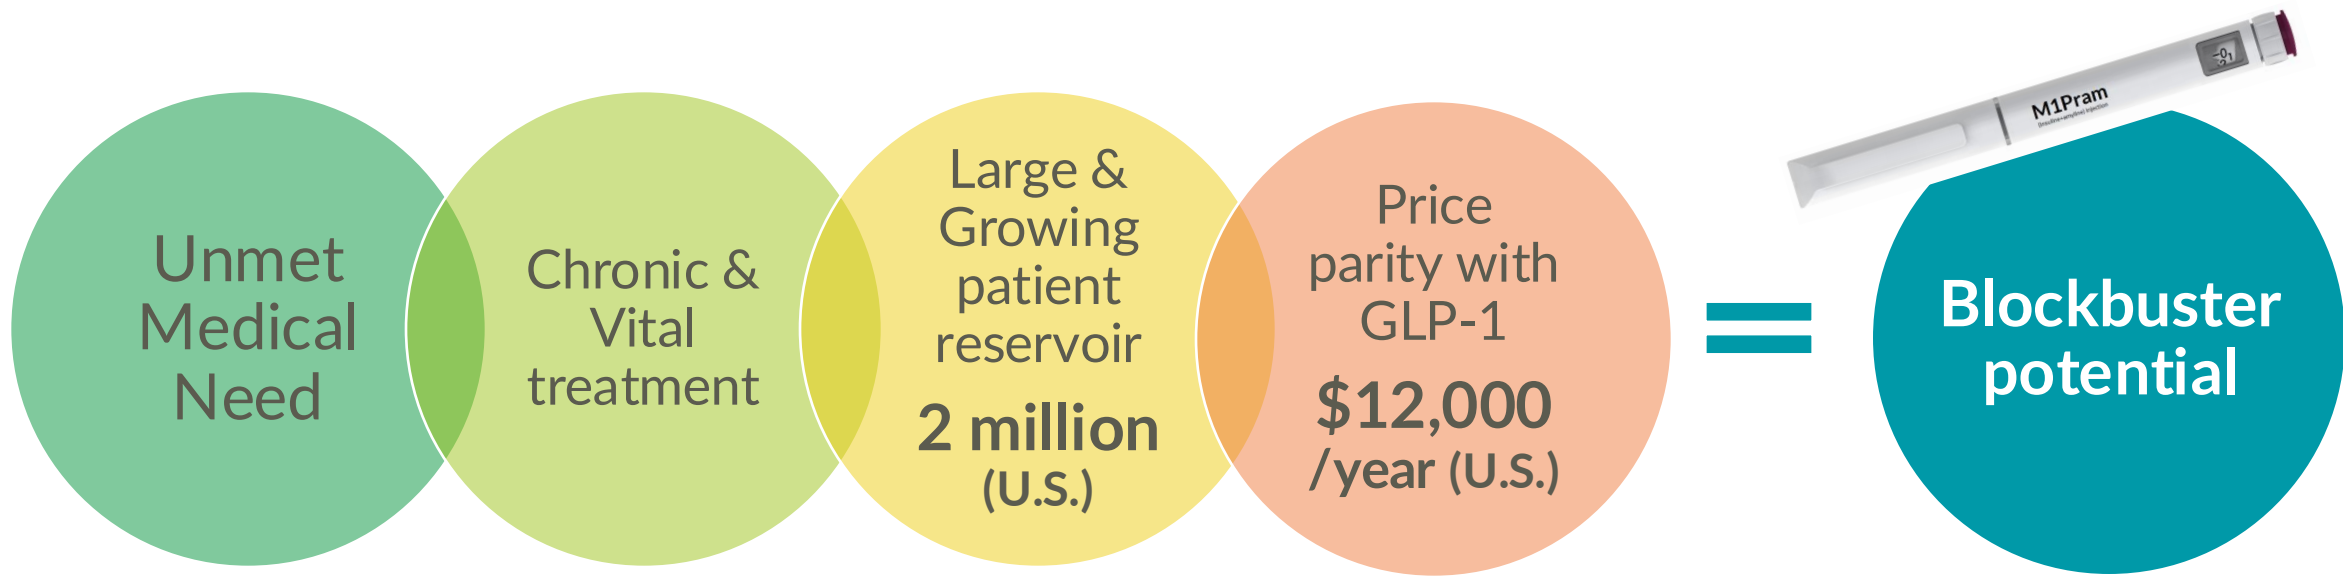 Unmet
Medical
Need
Chronic &
Vital
treatment
Large &
Growing
patient
reservoir
2 million
(U.S.)
Price
parity with
GLP-1
$12,000
/year (U.S.)
=
M1Pram
Blockbuster
potential